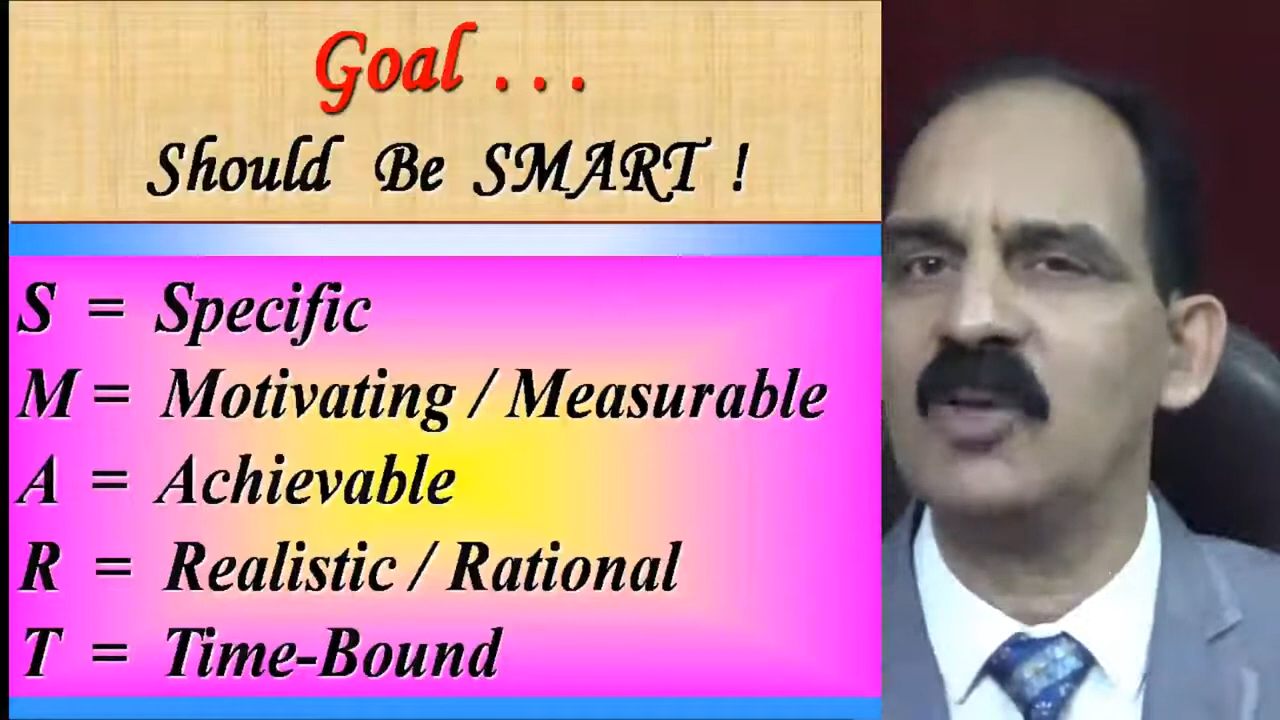 Goal . . .
Should Be SMART !
S = Specific
M = Motivating / Measurable
A = Achievable
R = Realistic / Rational
T = Time-Bound